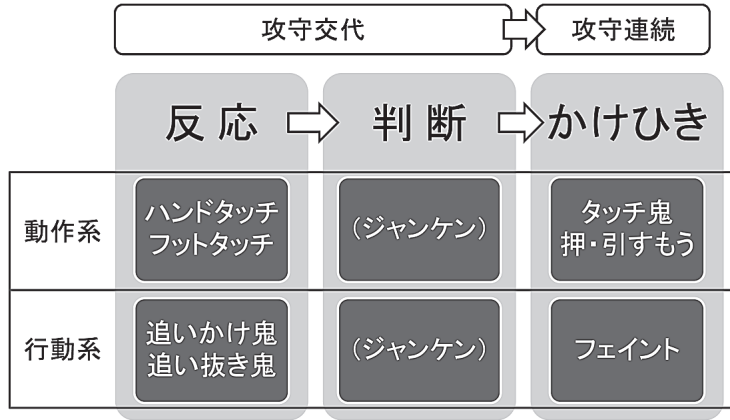 攻守交代
攻守連続
反応
判断
かけひき
動作系
ハンドタッチ
フットタッチ
（ジャンケン）
タッチ鬼
押・引すもう
行動系
追いかけ鬼
追い抜き鬼
（ジャンケン）
フェイント